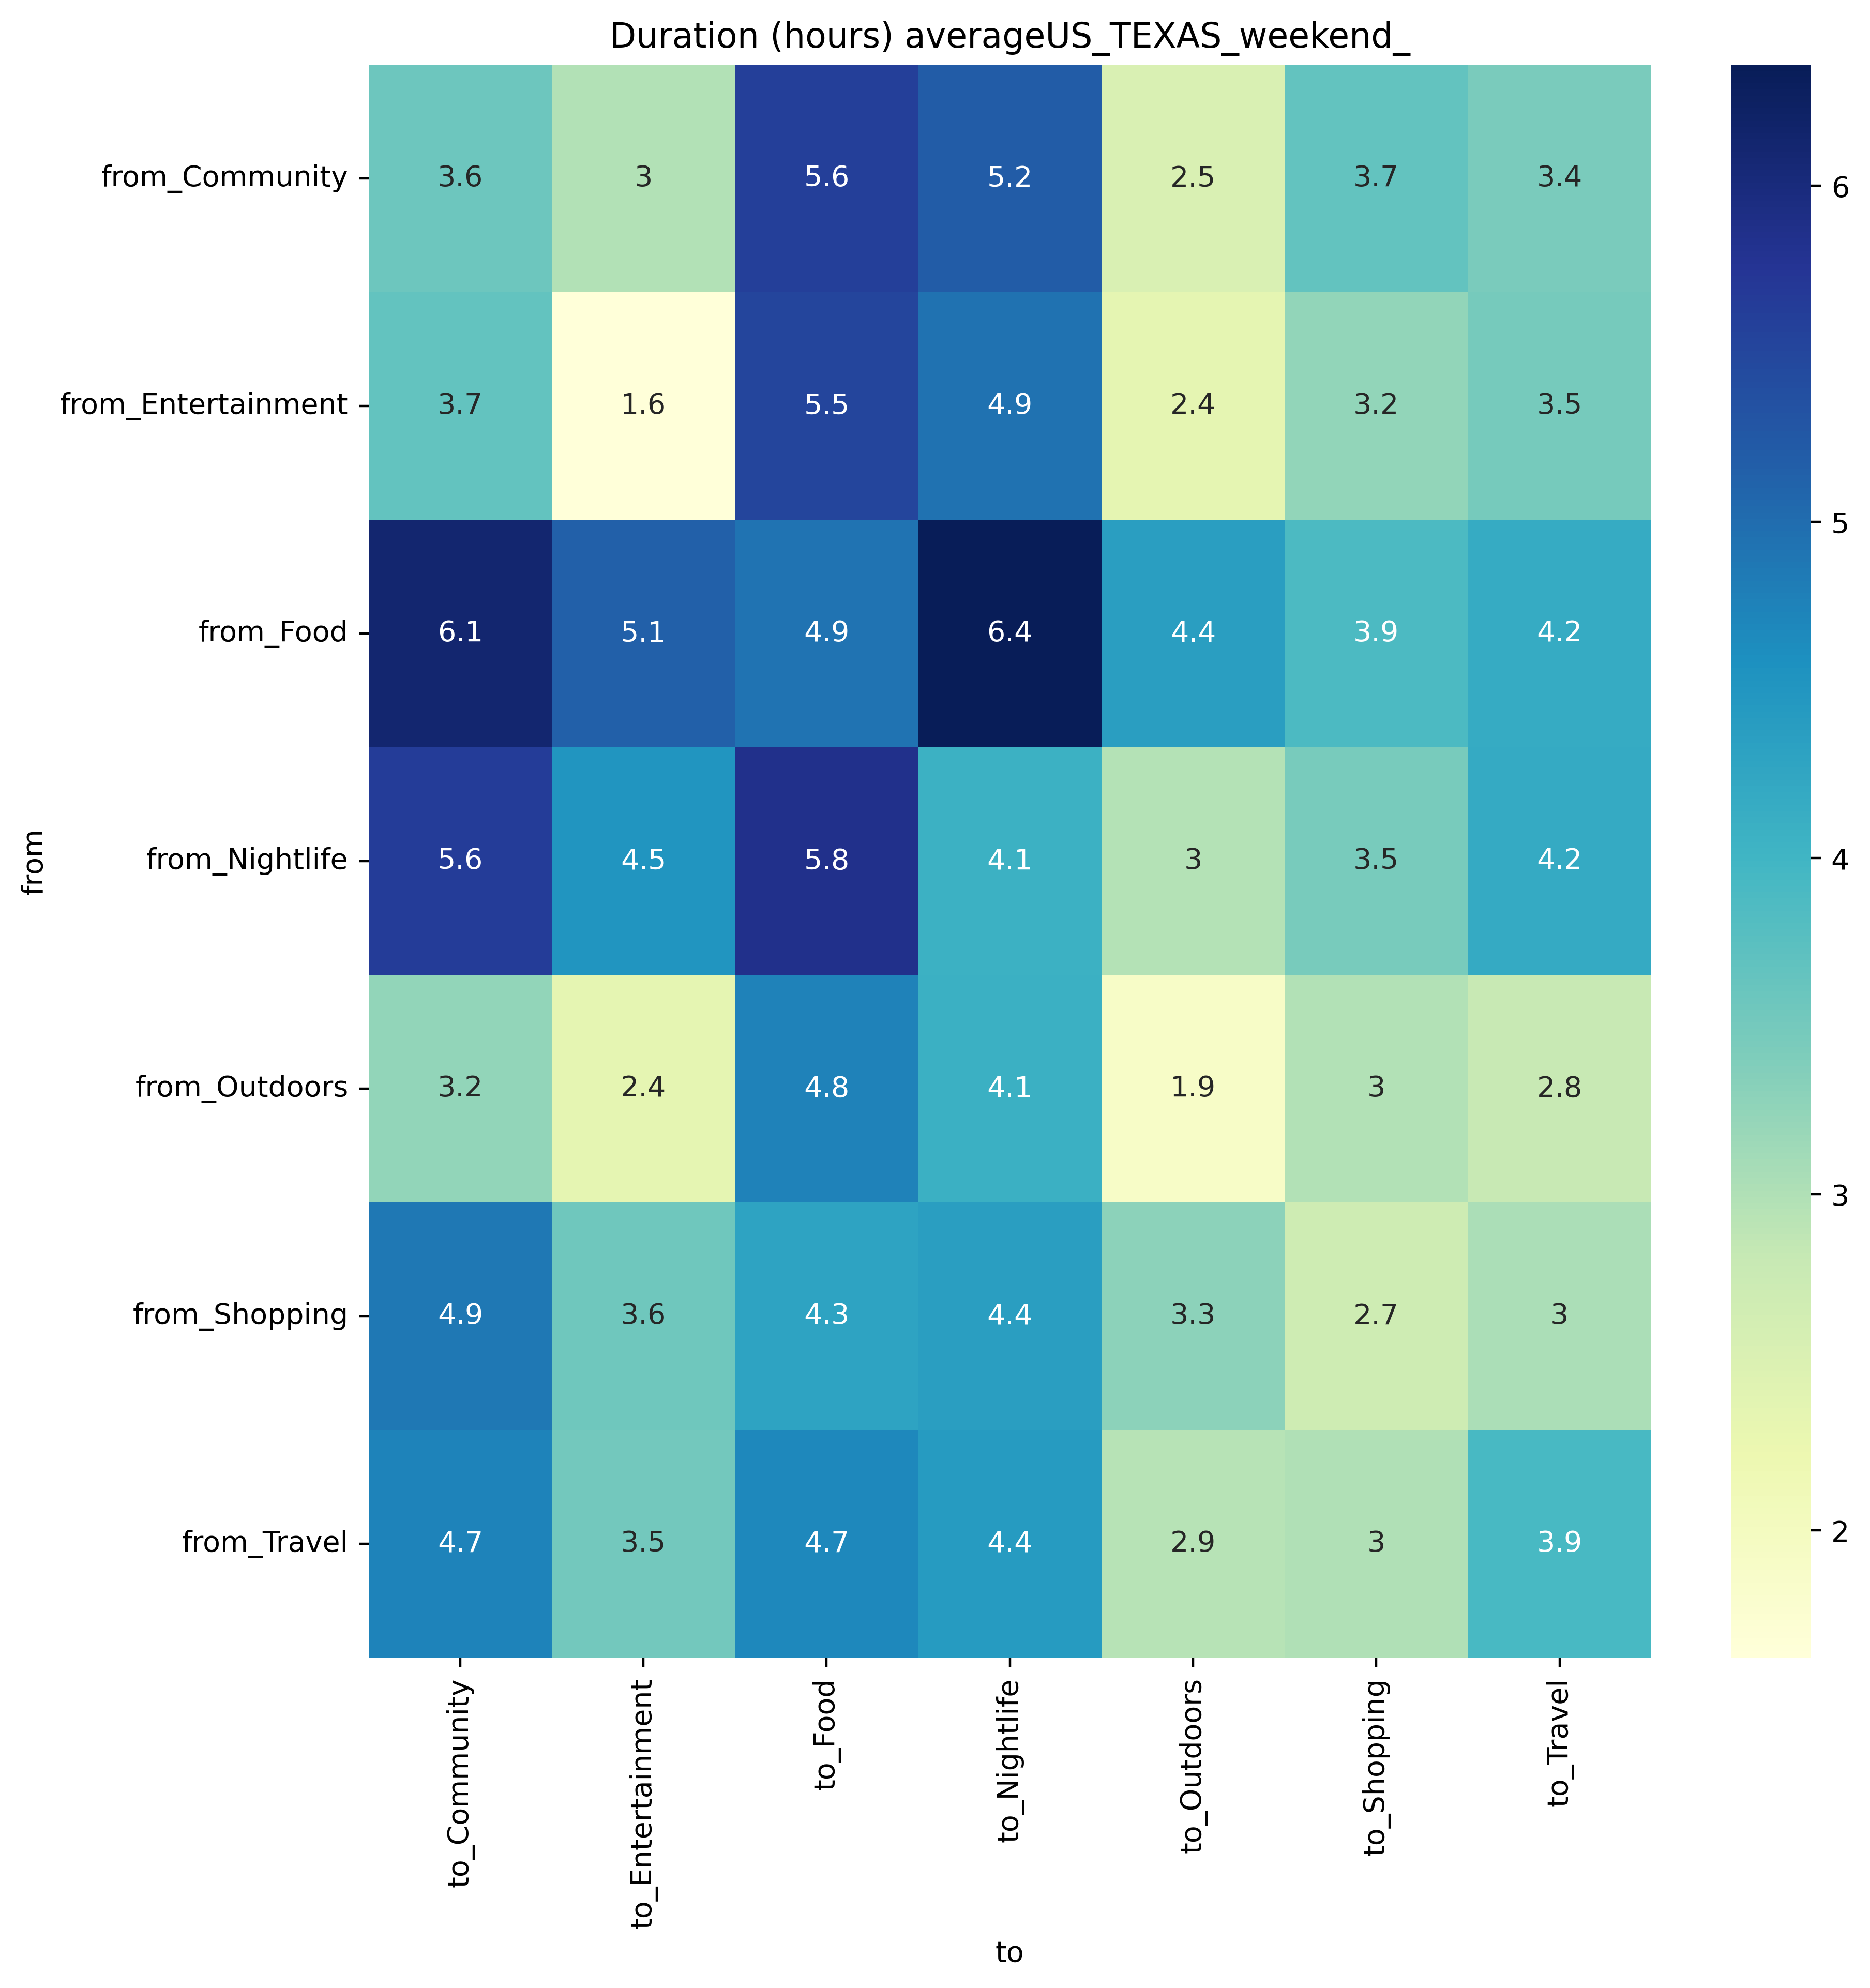 Duration (hours) averageUS_TEXAS_weekend_
from_Community 3.6 3 5.6 5.2 2.5 3.7 3.4
from_Entertainment 3.7 1.6 5.5 4.9 2.4 3.2 3.5
from_Food 6.1 5.1 4.9 6.4 4.4 3.9 4.2
from_Nightlife 5.6 4.5 5.8 4.1 3 3.5 4.2
from_Outdoors 3.2 2.4 4.8 4.1 1.9 3 2.8
from_Shopping 4.9 3.6 4.3 4.4 3.3 2.7 3
from_Travel 4.7 3.5 4.7 4.4 2.9 3 3.9
from
to_Community
to_Entertainment
to_Food
to_Nightlife
to_Outdoors
to_Shopping
to_Travel
to
6
5
4
3
2